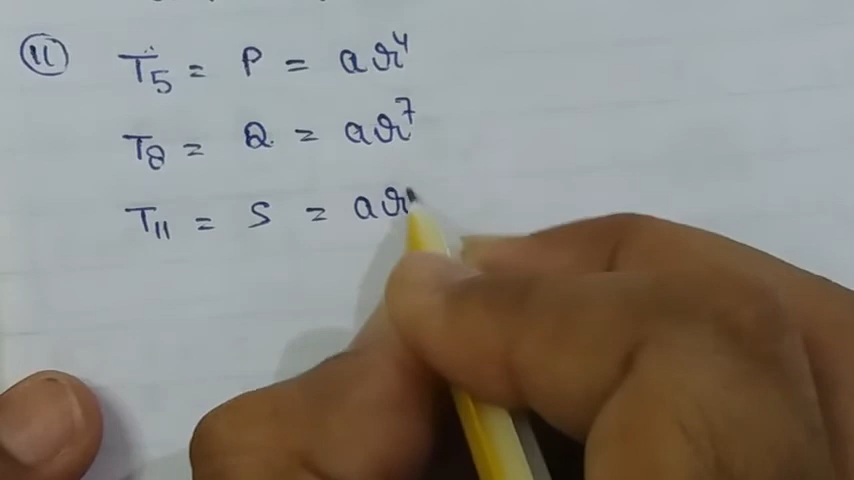 (11) T₅ = P = ar⁴
T₈ = Q = ar⁷
T₁₁ = S = ar